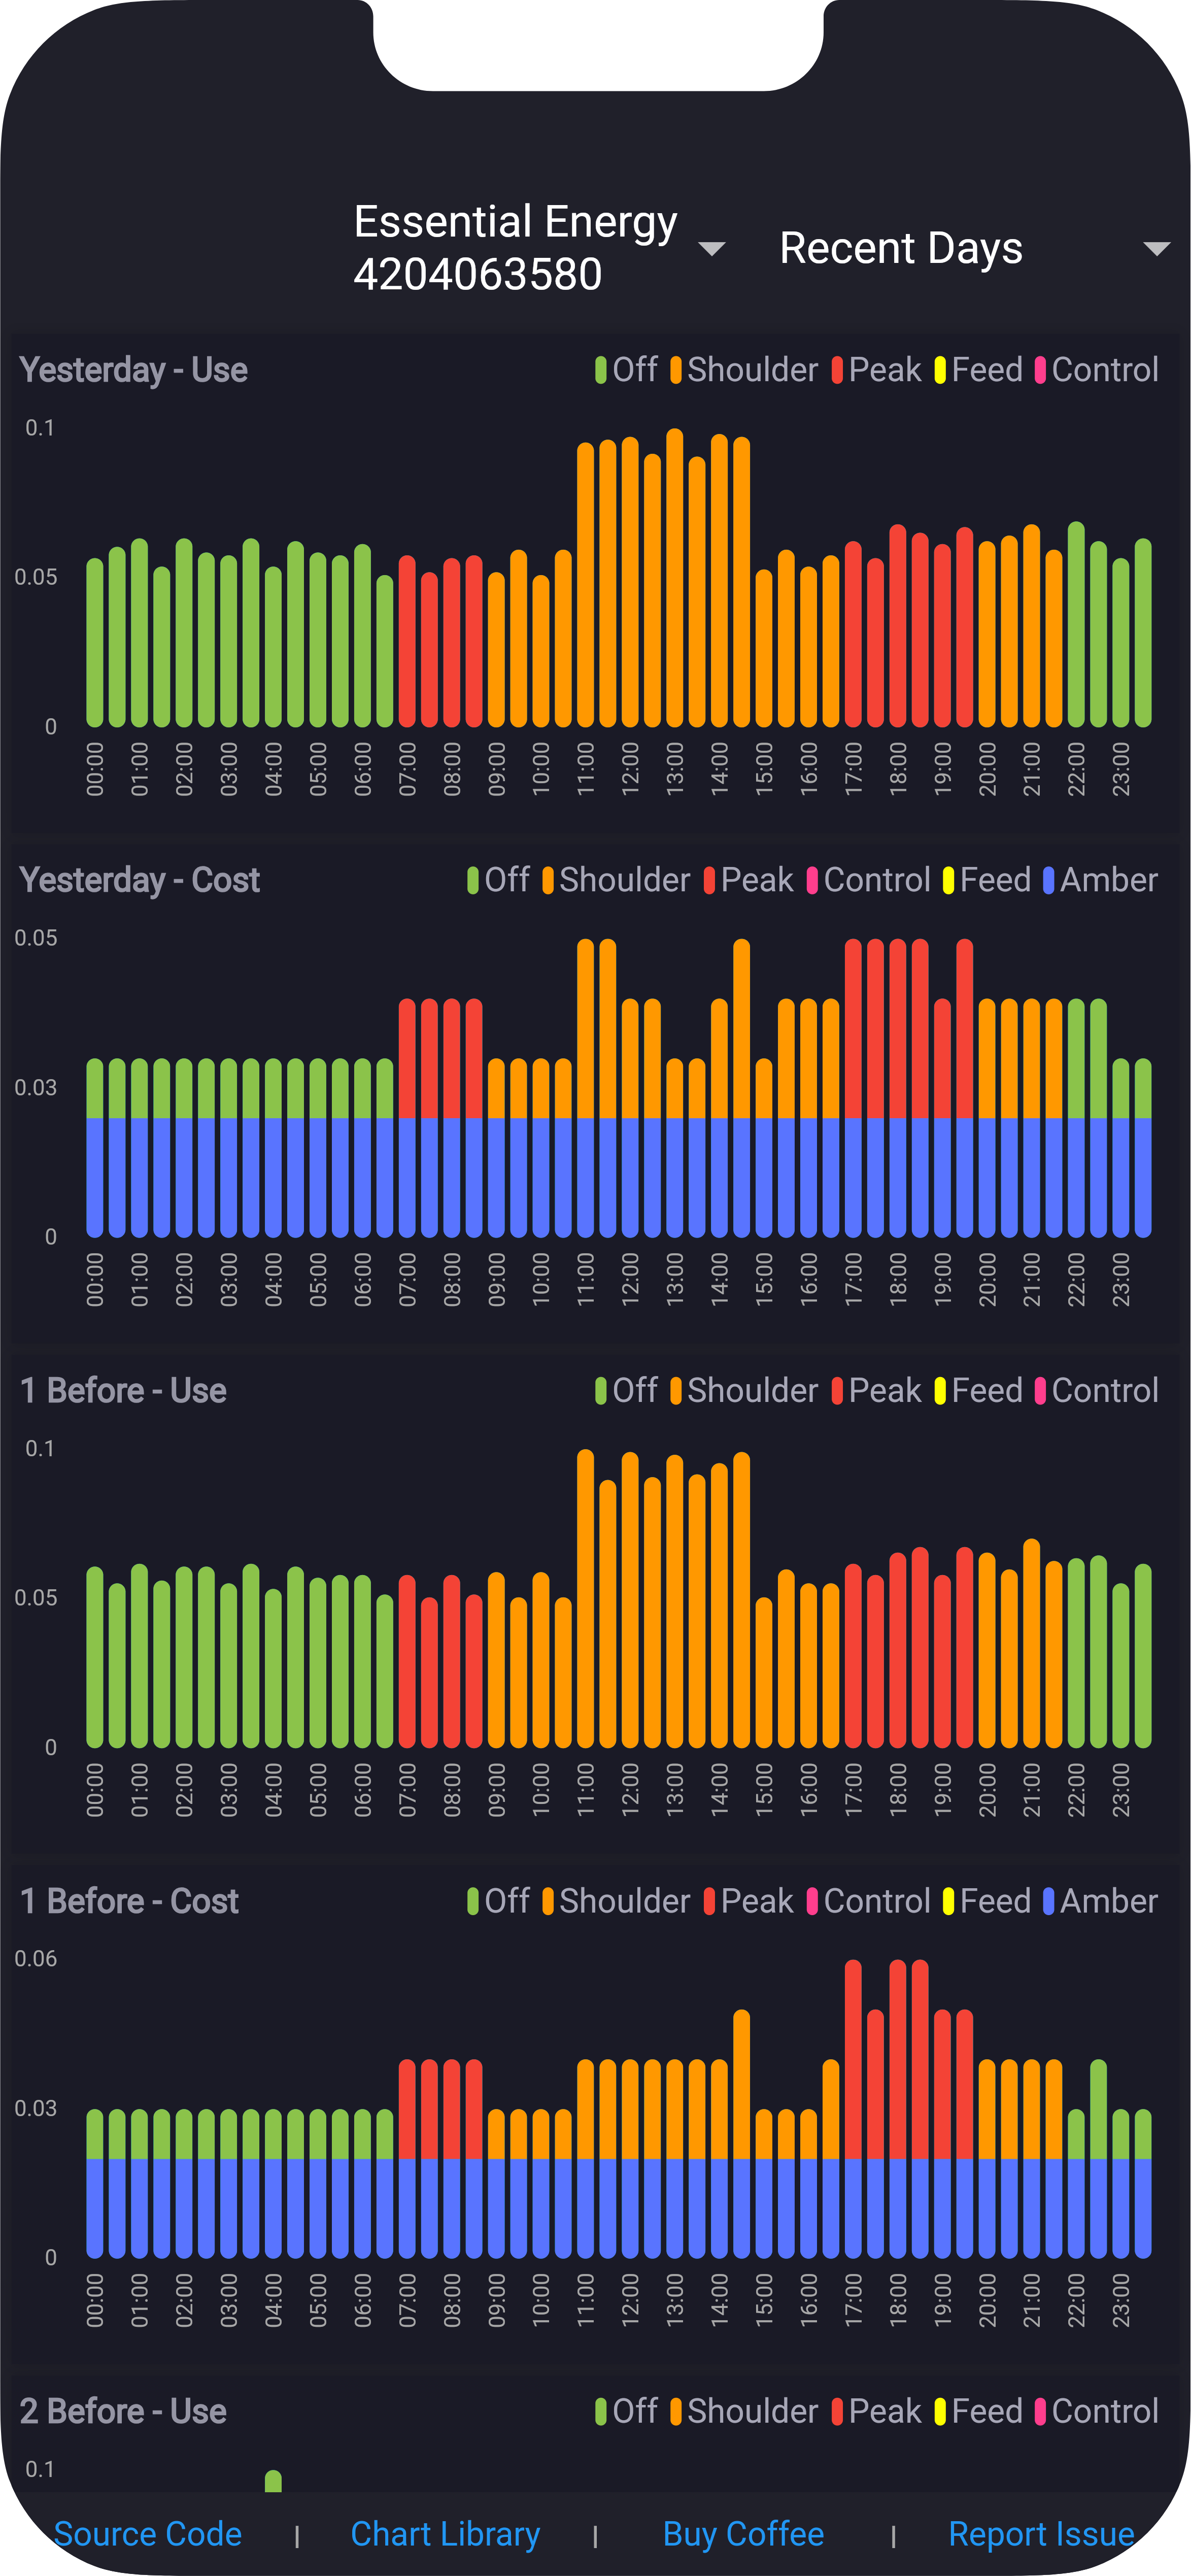 Essential Energy
4204063580
Recent Days
Yesterday - Use
Off Shoulder Peak Feed Control
0.1
0.05
0
00:00 01:00 02:00 03:00 04:00 05:00 06:00 07:00 08:00 09:00 10:00 11:00 12:00 13:00 14:00 15:00 16:00 17:00 18:00 19:00 20:00 21:00 22:00 23:00
Yesterday - Cost
Off Shoulder Peak Control Feed Amber
0.05
0.03
0
00:00 01:00 02:00 03:00 04:00 05:00 06:00 07:00 08:00 09:00 10:00 11:00 12:00 13:00 14:00 15:00 16:00 17:00 18:00 19:00 20:00 21:00 22:00 23:00
1 Before - Use
Off Shoulder Peak Feed Control
0.1
0.05
0
00:00 01:00 02:00 03:00 04:00 05:00 06:00 07:00 08:00 09:00 10:00 11:00 12:00 13:00 14:00 15:00 16:00 17:00 18:00 19:00 20:00 21:00 22:00 23:00
1 Before - Cost
Off Shoulder Peak Control Feed Amber
0.06
0.03
0
00:00 01:00 02:00 03:00 04:00 05:00 06:00 07:00 08:00 09:00 10:00 11:00 12:00 13:00 14:00 15:00 16:00 17:00 18:00 19:00 20:00 21:00 22:00 23:00
2 Before - Use
Off Shoulder Peak Feed Control
0.1
Source Code | Chart Library | Buy Coffee | Report Issue